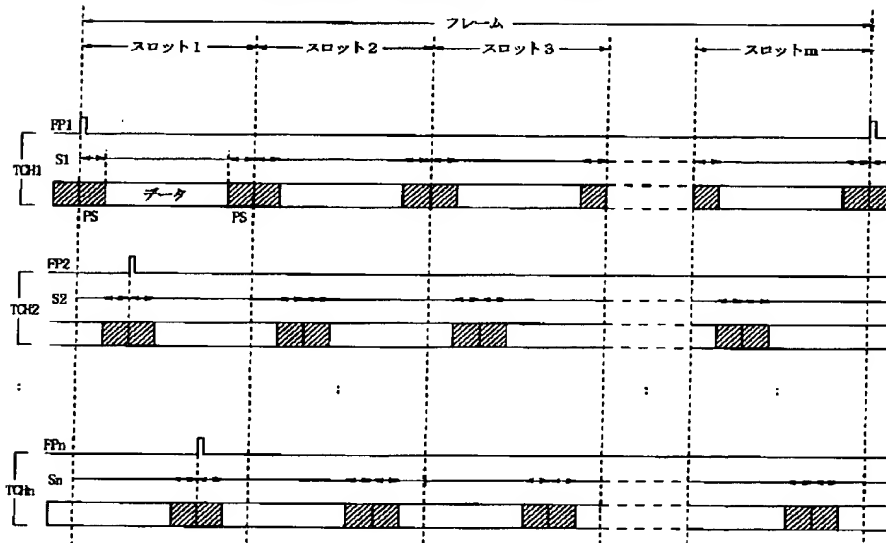 フレーム
スロット1 スロット2 スロット3 スロットm
FP1
TCH1
S1
データ
PS PS
FP2
TCH2
S2
: : : :
FPn
TCHn
Sn